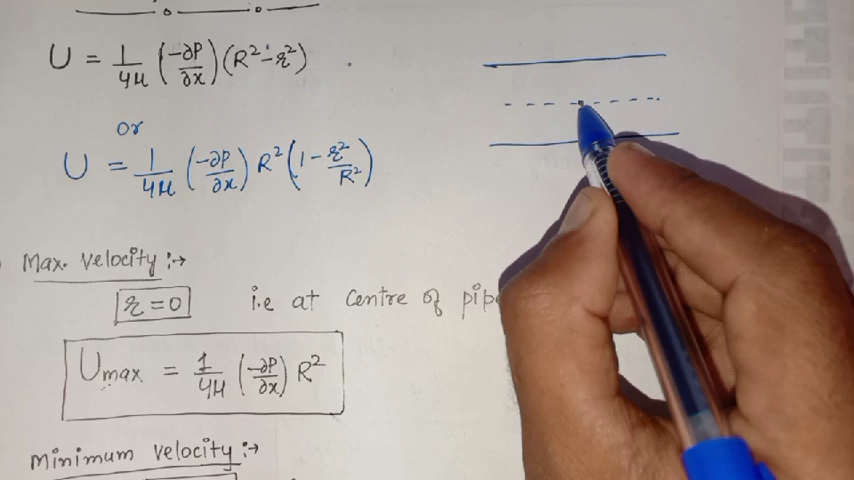 U = 1/4μ (-∂P/∂x) (R² - r²)
Or
U = 1/4μ (-∂P/∂x) R² (1 - r²/R²)
Max. Velocity :→
r = 0 i.e at Centre of pipe
Umax = 1/4μ (-∂P/∂x) R²
Minimum velocity :→